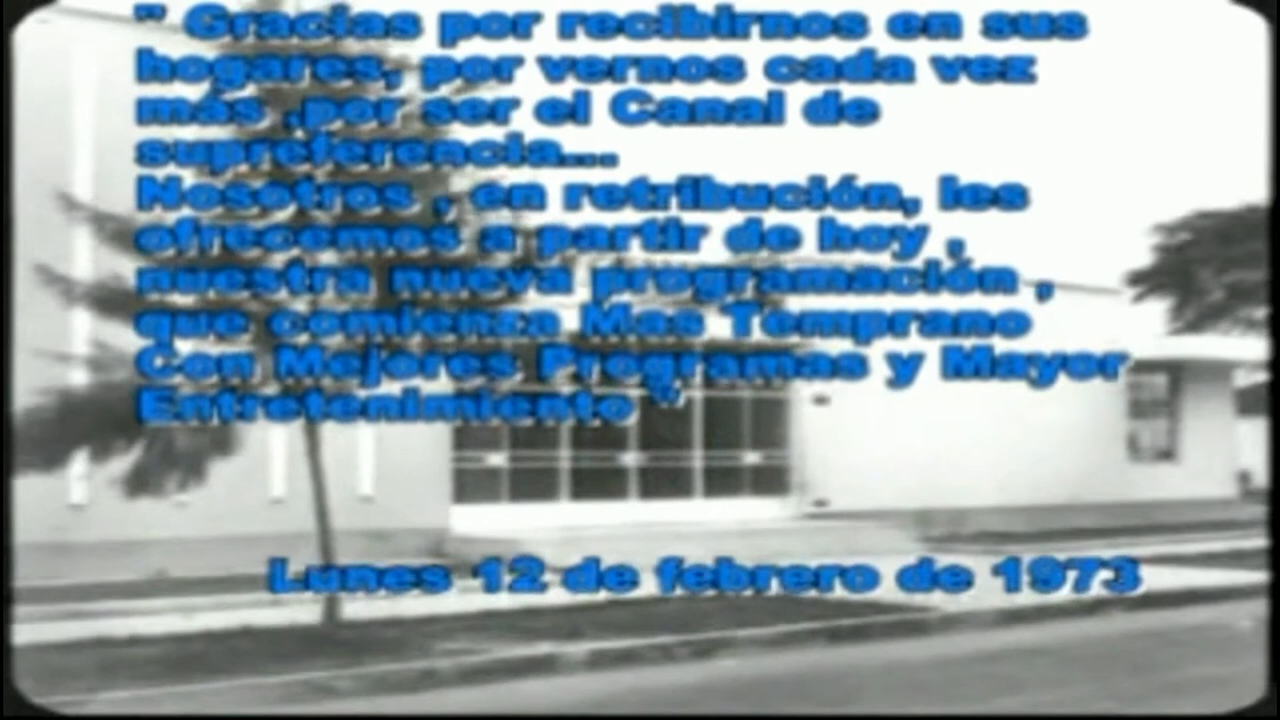 " Gracias por recibirnos en sus
hogares, por vernos cada vez
más ,por ser el Canal de
supreferencia...
Nosotros , en retribución, les
ofrecemos a partir de hoy ,
nuestra nueva programación ,
que comienza Mas Temprano
Con Mejores Programas y Mayor
Entretenimiento "
Lunes 12 de febrero de 1973